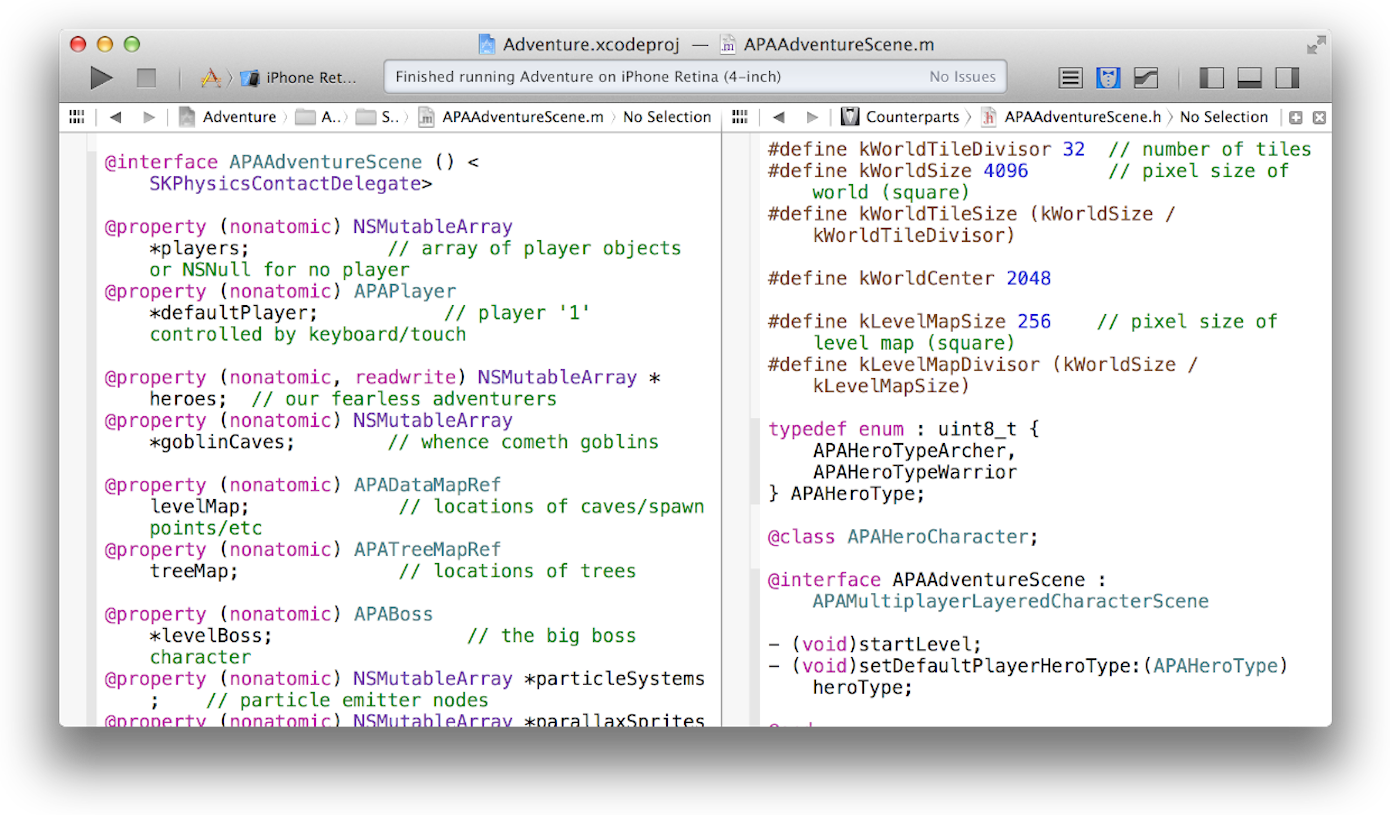 Adventure.xcodeproj — APAAdventureScene.m
iPhone Ret...
Finished running Adventure on iPhone Retina (4-inch)
No Issues
Adventure
A..
S..
APAAdventureScene.m
No Selection
@interface APAAdventureScene () <
SKPhysicsContactDelegate>
@property (nonatomic) NSMutableArray
*players; // array of player objects
or NSNull for no player
@property (nonatomic) APAPlayer
*defaultPlayer; // player '1'
controlled by keyboard/touch
@property (nonatomic, readwrite) NSMutableArray *
heroes; // our fearless adventurers
@property (nonatomic) NSMutableArray
*goblinCaves; // whence cometh goblins
@property (nonatomic) APADataMapRef
levelMap; // locations of caves/spawn
points/etc
@property (nonatomic) APATreeMapRef
treeMap; // locations of trees
@property (nonatomic) APABoss
*levelBoss; // the big boss
character
@property (nonatomic) NSMutableArray *particleSystems
; // particle emitter nodes
@property (nonatomic) NSMutableArray *parallaxSprites
Counterparts
APAAdventureScene.h
No Selection
#define kWorldTileDivisor 32 // number of tiles
#define kWorldSize 4096 // pixel size of
world (square)
#define kWorldTileSize (kWorldSize /
kWorldTileDivisor)
#define kWorldCenter 2048
#define kLevelMapSize 256 // pixel size of
level map (square)
#define kLevelMapDivisor (kWorldSize /
kLevelMapSize)
typedef enum : uint8_t {
APAHeroTypeArcher,
APAHeroTypeWarrior
} APAHeroType;
@class APAHeroCharacter;
@interface APAAdventureScene :
APAMultiplayerLayeredCharacterScene
- (void)startLevel;
- (void)setDefaultPlayerHeroType:(APAHeroType)
heroType;